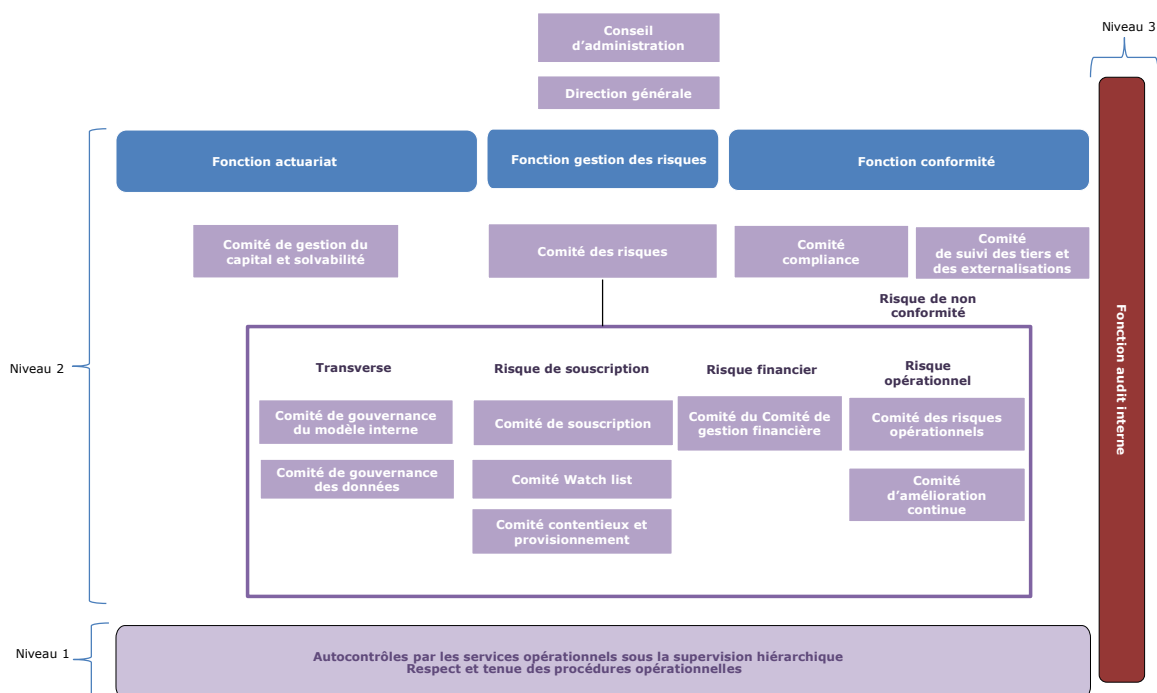 Niveau 3
Conseil
d’administration
Direction générale
Fonction actuariat
Fonction gestion des risques
Fonction conformité
Comité de gestion du
capital et solvabilité
Comité des risques
Comité
compliance
Comité
de suivi des tiers et
des externalisations
Risque de non
conformité
Niveau 2
Transverse
Risque de souscription
Risque financier
Risque
opérationnel
Comité de gouvernance
du modèle interne
Comité de souscription
Comité du Comité de
gestion financière
Comité des risques
opérationnels
Comité de gouvernance
des données
Comité Watch list
Comité
d’amélioration
continue
Comité contentieux et
provisionnement
Fonction audit interne
Niveau 1
Autocontrôles par les services opérationnels sous la supervision hiérarchique
Respect et tenue des procédures opérationnelles